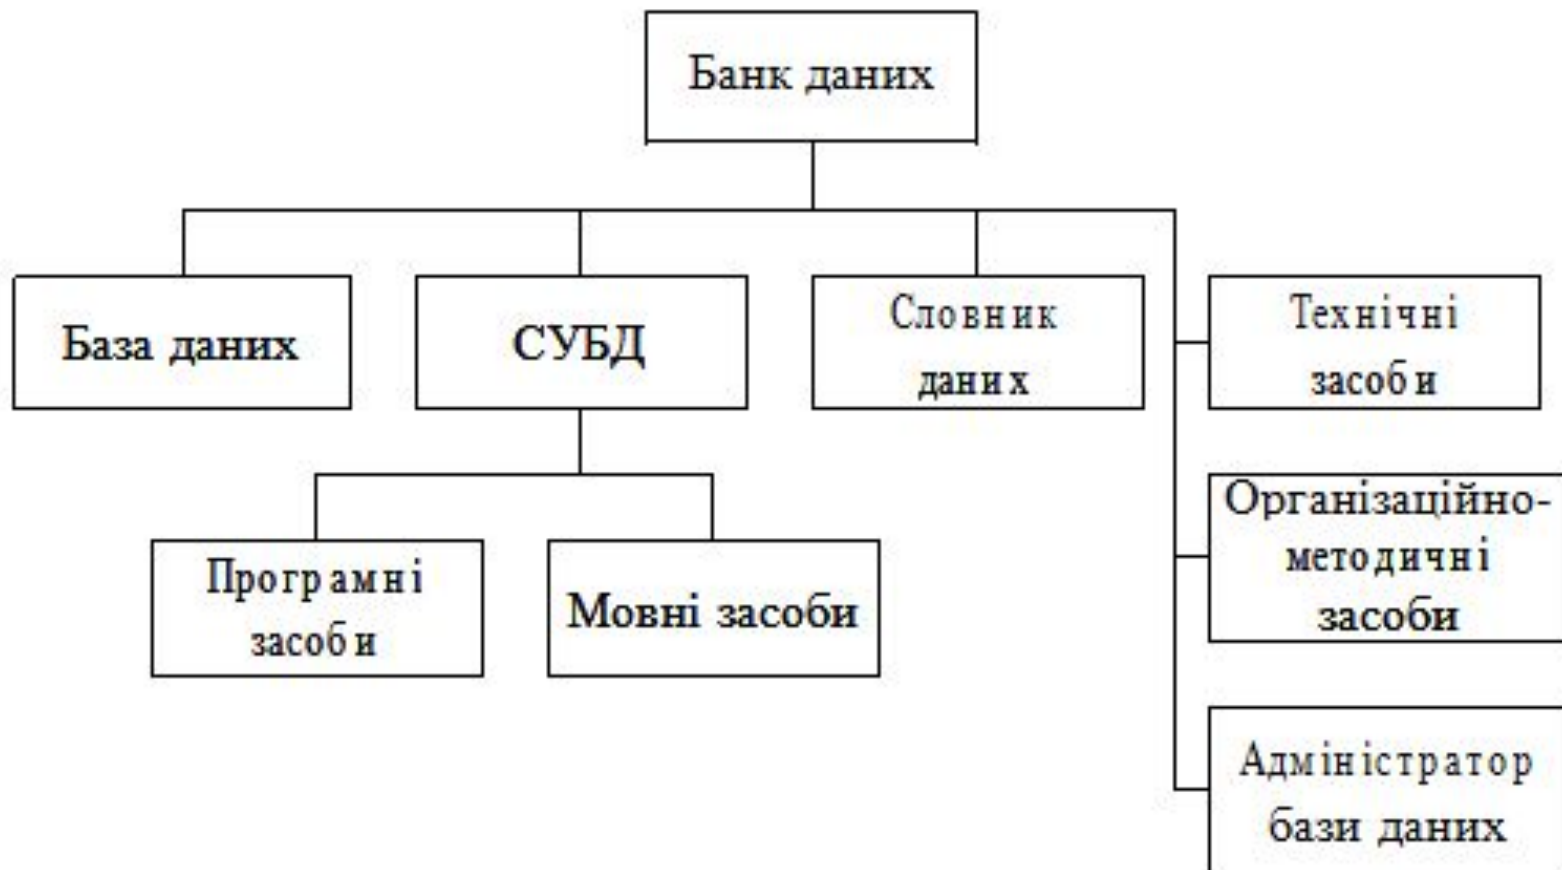 Банк даних
База даних
СУБД
Словник
даних
Технічні
засоби
Програмні
засоби
Мовні засоби
Організаційно-
методичні
засоби
Адміністратор
бази даних